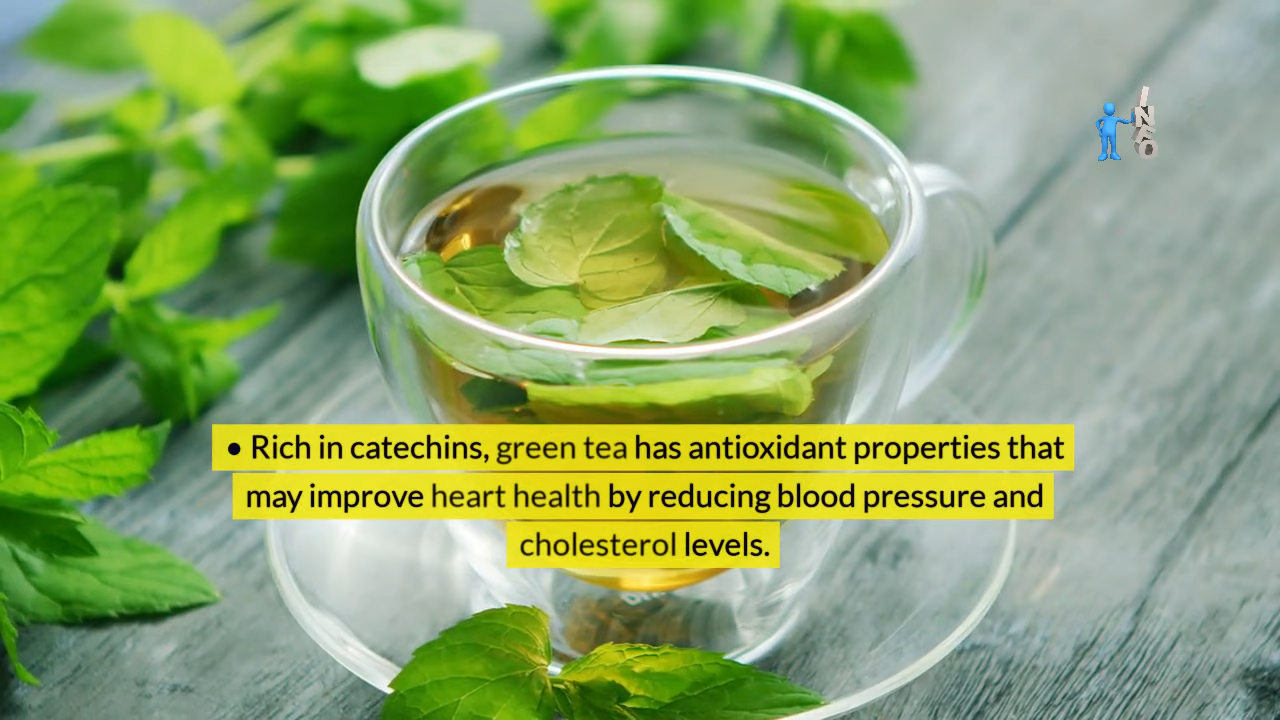 INFO
• Rich in catechins, green tea has antioxidant properties that
may improve heart health by reducing blood pressure and
cholesterol levels.